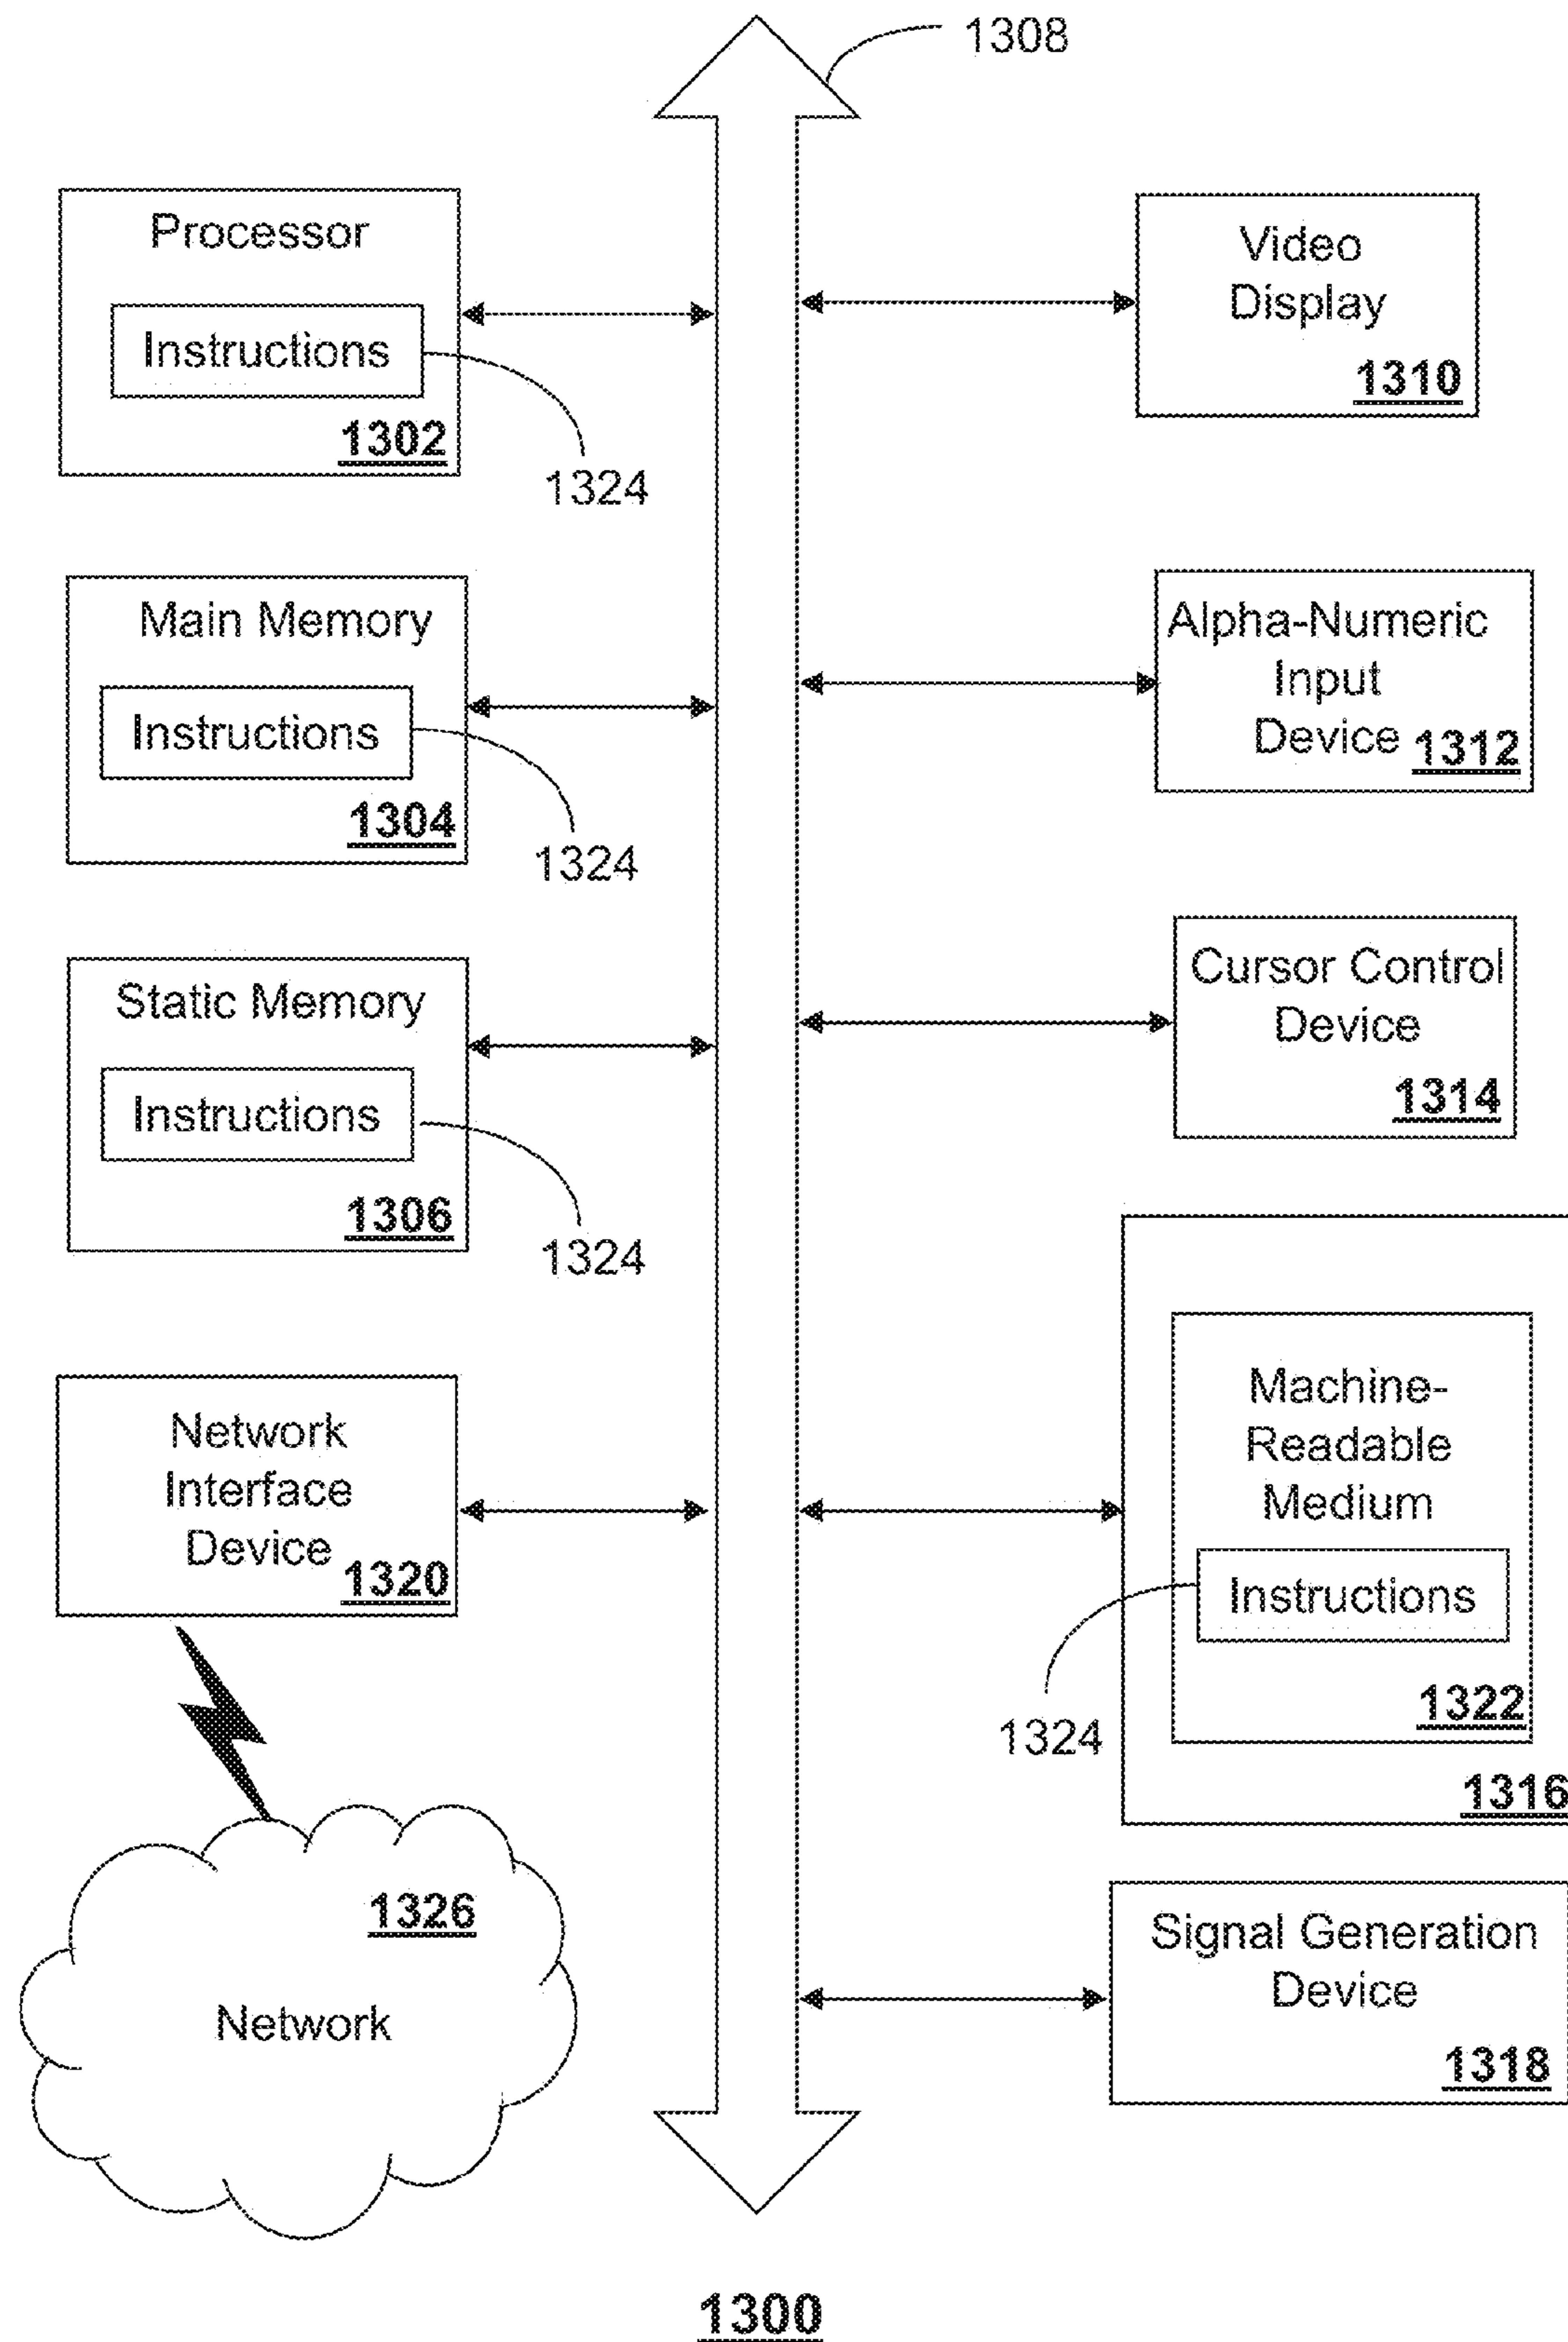 1308
Processor
Instructions
1302
1324
Main Memory
Instructions
1304
1324
Static Memory
Instructions
1306
1324
Network
Interface
Device
1320
1326
Network
Video
Display
1310
Alpha-Numeric
Input
Device 1312
Cursor Control
Device
1314
Machine-
Readable
Medium
Instructions
1322
1324
1316
Signal Generation
Device
1318
1300